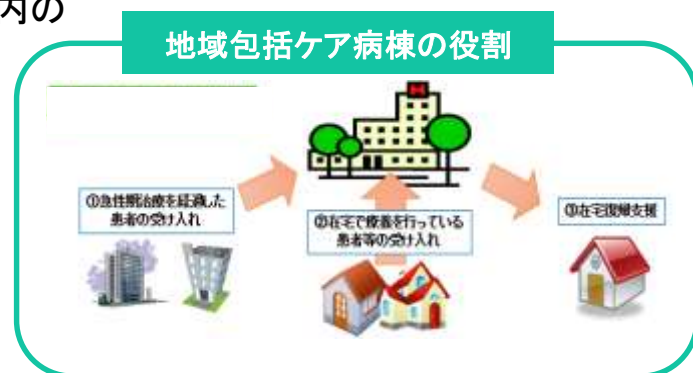 内の
地域包括ケア病棟の役割
①急性期治療を経過した
患者の受け入れ
②在宅で療養を行っている
患者等の受け入れ
③在宅復帰支援